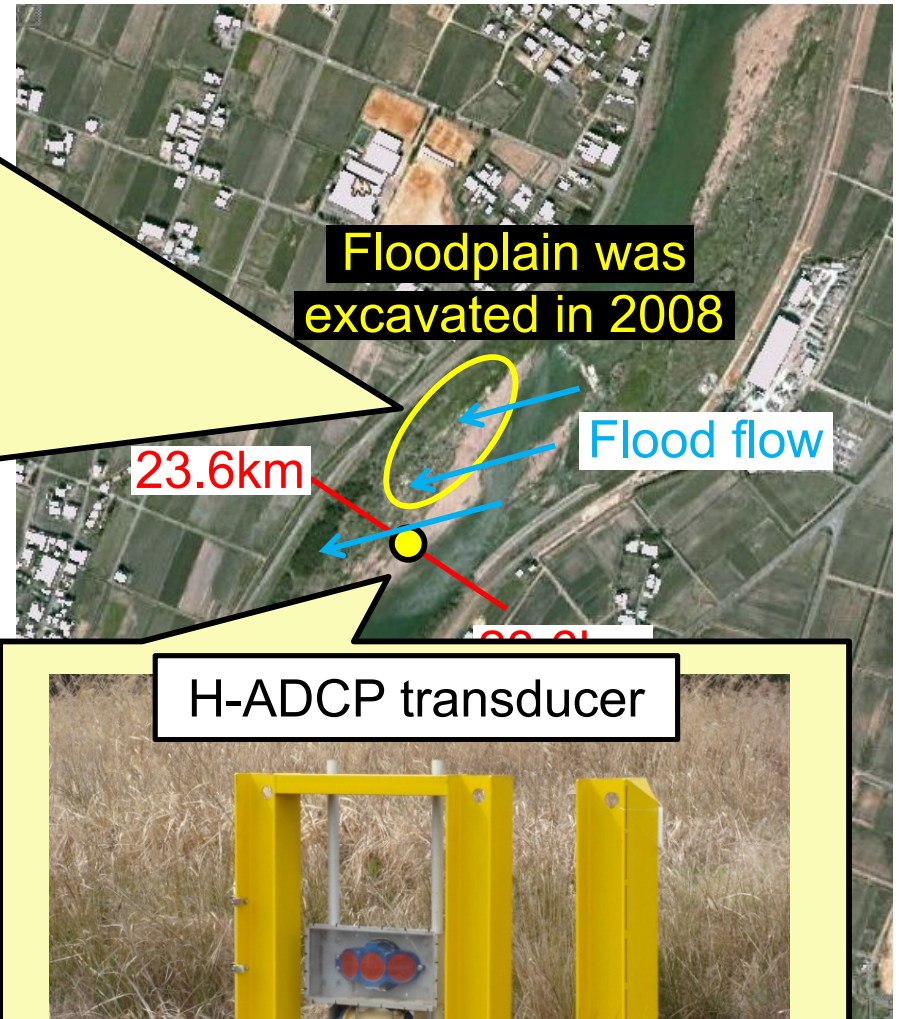 Floodplain was
excavated in 2008
Flood flow
23.6km
H-ADCP transducer